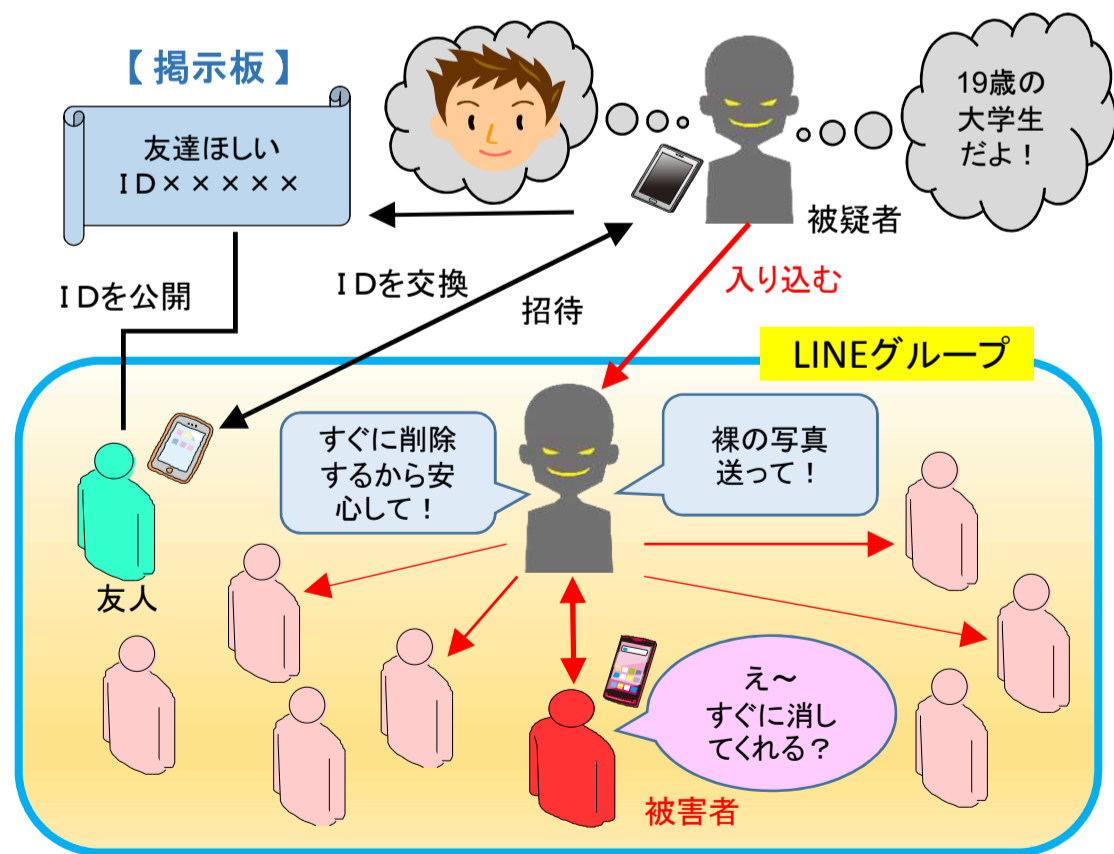 【掲示板】
友達ほしい
ＩＤ×××××
19歳の
大学生
だよ！
被疑者
ＩＤを公開
ＩＤを交換
招待
入り込む
LINEグループ
すぐに削除
するから安
心して！
裸の写真
送って！
友人
え～
すぐに消し
てくれる？
被害者